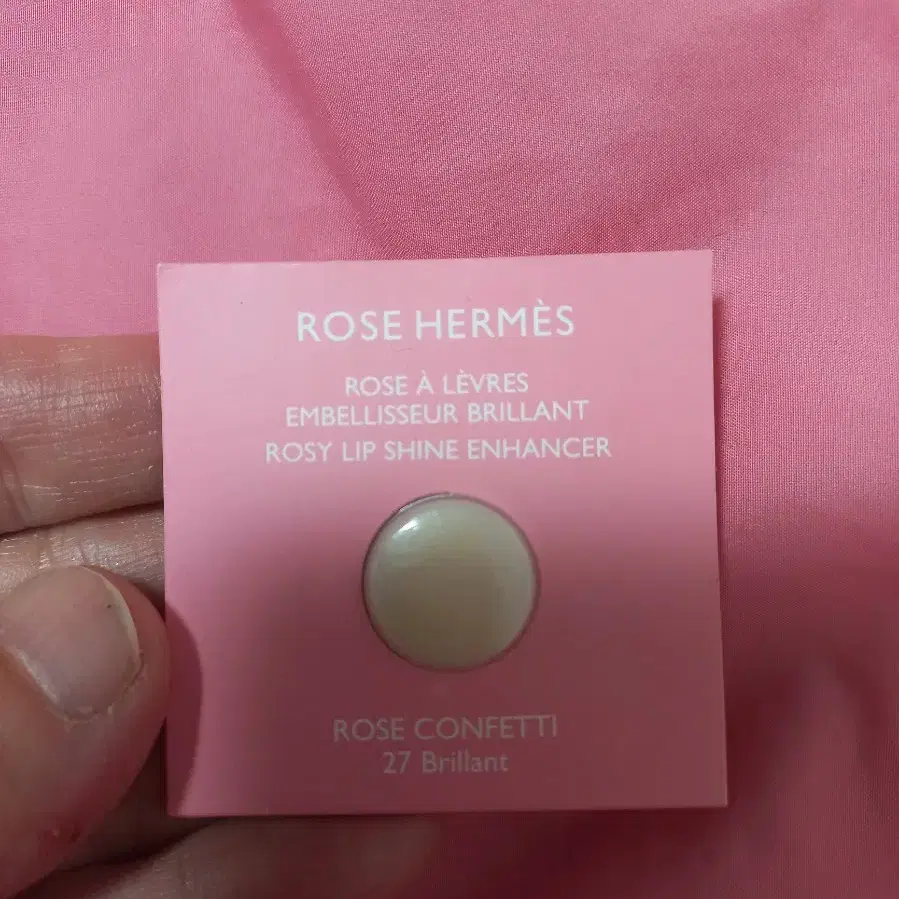 ROSE HERMÈS
ROSE À LÈVRES
EMBELLISSEUR BRILLANT
ROSY LIP SHINE ENHANCER
ROSE CONFETTI
27 Brillant